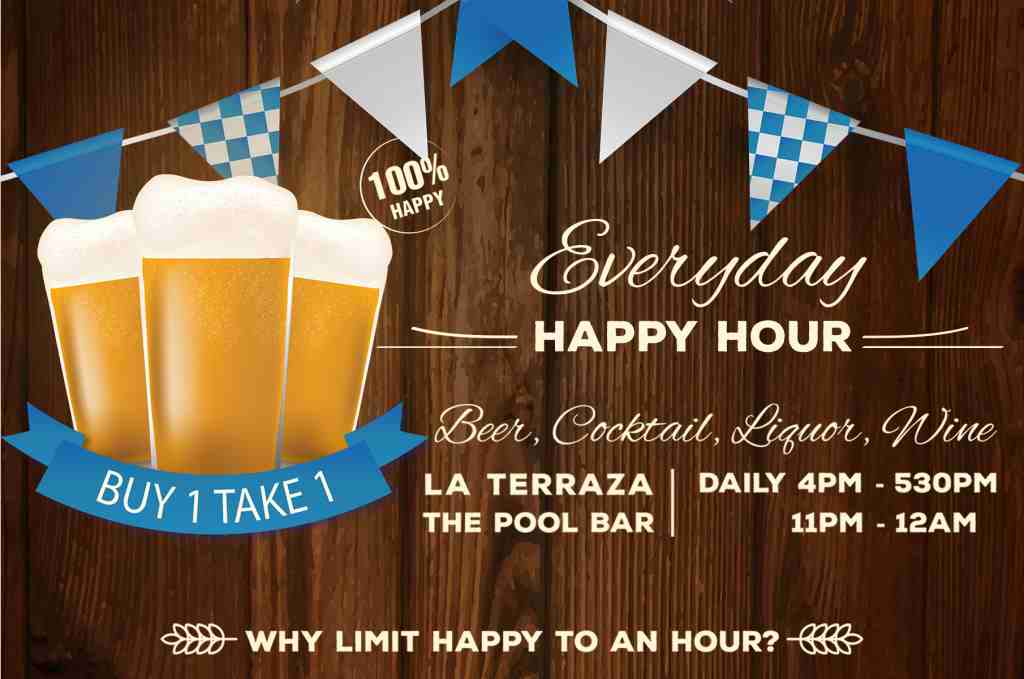 100%
HAPPY
Everyday
HAPPY HOUR
Beer, Cocktail, Liquor, Wine
LA TERRAZA
THE POOL BAR
DAILY 4PM - 530PM
11PM - 12AM
BUY 1 TAKE 1
WHY LIMIT HAPPY TO AN HOUR?